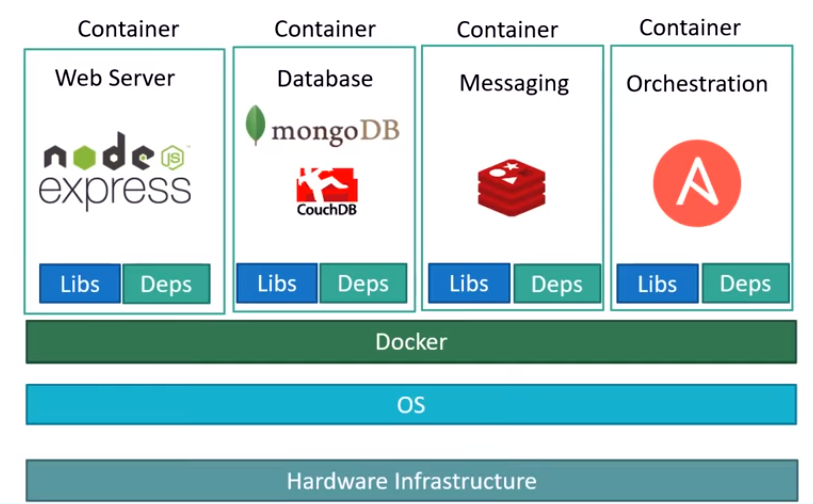 Container
Container
Container
Container
Web Server
Database
Messaging
Orchestration
node
JS
express
mongoDB
CouchDB
A
Libs
Deps
Libs
Deps
Libs
Deps
Libs
Deps
Docker
OS
Hardware Infrastructure